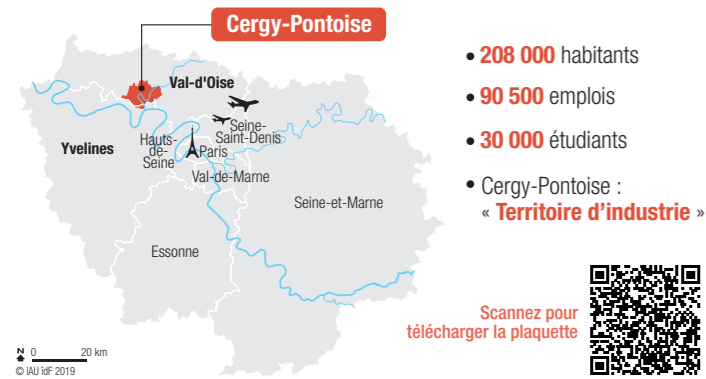 Cergy-Pontoise
Val-d'Oise
Yvelines
Hauts-
de-
Seine
Paris
Seine-
Saint-Denis
Val-de-Marne
Seine-et-Marne
Essonne
N 0 20 km
© IAU îdF 2019
• 208 000 habitants
• 90 500 emplois
• 30 000 étudiants
• Cergy-Pontoise :
« Territoire d’industrie »
Scannez pour
télécharger la plaquette